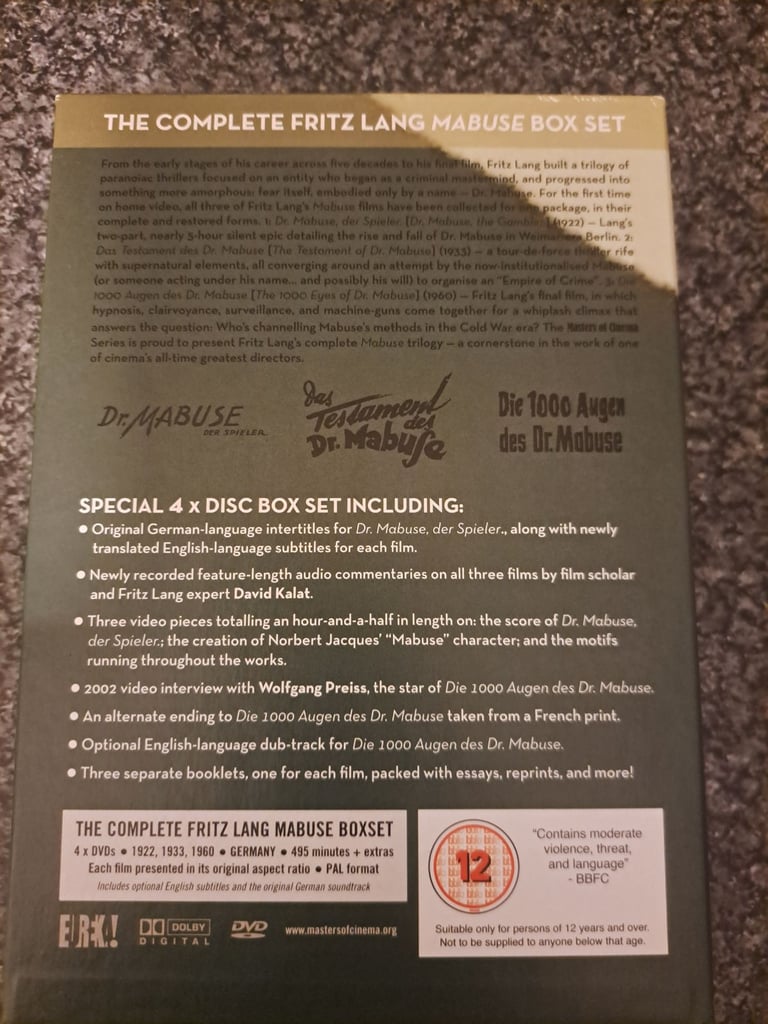 THE COMPLETE FRITZ LANG MABUSE BOX SET
From the early stages of his career across five decades to his final film, Fritz Lang built a trilogy of
paranoiac thrillers focused on an entity who began as a criminal mastermind, and progressed into
something more amorphous: fear itself, embodied only by a name — Dr. Mabuse. For the first time
on home video, all three of Fritz Lang's Mabuse films have been collected for one package, in their
complete and restored forms. 1: Dr. Mabuse, der Spieler. [Dr. Mabuse, the Gambler.] (1922) — Lang's
two-part, nearly 5-hour silent epic detailing the rise and fall of Dr. Mabuse in Weimar-era Berlin. 2:
Das Testament des Dr. Mabuse [The Testament of Dr. Mabuse] (1933) — a tour-de-force thriller rife
with supernatural elements, all converging around an attempt by the now-institutionalised Mabuse
(or someone acting under his name... and possibly his will) to organise an "Empire of Crime". 3: Die
1000 Augen des Dr. Mabuse [The 1000 Eyes of Dr. Mabuse] (1960) — Fritz Lang's final film, in which
hypnosis, clairvoyance, surveillance, and machine-guns come together for a whiplash climax that
answers the question: Who's channelling Mabuse's methods in the Cold War era? The Masters of Cinema
Series is proud to present Fritz Lang's complete Mabuse trilogy — a cornerstone in the work of one
of cinema's all-time greatest directors.
Dr. MABUSE DER SPIELER.
Das Testament des Dr. Mabuse
Die 1000 Augen des Dr. Mabuse
SPECIAL 4 x DISC BOX SET INCLUDING:
● Original German-language intertitles for Dr. Mabuse, der Spieler., along with newly
translated English-language subtitles for each film.
● Newly recorded feature-length audio commentaries on all three films by film scholar
and Fritz Lang expert David Kalat.
● Three video pieces totalling an hour-and-a-half in length on: the score of Dr. Mabuse,
der Spieler.; the creation of Norbert Jacques' "Mabuse" character; and the motifs
running throughout the works.
● 2002 video interview with Wolfgang Preiss, the star of Die 1000 Augen des Dr. Mabuse.
● An alternate ending to Die 1000 Augen des Dr. Mabuse taken from a French print.
● Optional English-language dub-track for Die 1000 Augen des Dr. Mabuse.
● Three separate booklets, one for each film, packed with essays, reprints, and more!
THE COMPLETE FRITZ LANG MABUSE BOXSET
4 x DVDs ● 1922, 1933, 1960 ● GERMANY ● 495 minutes + extras
Each film presented in its original aspect ratio ● PAL format
Includes optional English subtitles and the original German soundtrack
EUREKA!
DOLBY
DIGITAL
DVD
VIDEO
www.mastersofcinema.org
12
"Contains moderate
violence, threat,
and language"
- BBFC
Suitable only for persons of 12 years and over.
Not to be supplied to anyone below that age.